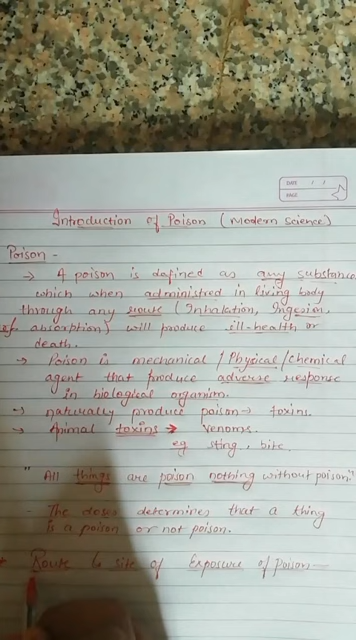 DATE / /
PAGE
Introduction of Poison (Modern science)
Poison -
→ A poison is defined as any substance
which when administred in living body
through any route (Inhalation, Ingesion,
of absorption) will produce ill-health or
death.
→ Poison is mechanical / Physical / Chemical
agent that produce adverse response
in biological organism.
→ naturally produce poison → toxins.
→ Animal toxins → Venoms.
eg sting, bite.
"All things are poison nothing without poison"
- The doses determines that a thing
is a poison or not poison.
Route & site of Exposure of Poison